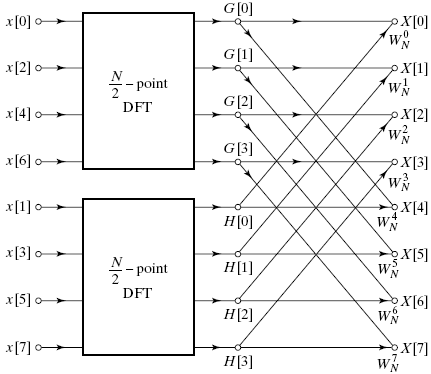 x[0] G[0] X[0]
W_N^0
x[2] G[1] X[1]
N/2 – point
DFT
W_N^1
x[4] G[2] X[2]
W_N^2
x[6] G[3] X[3]
W_N^3
x[1] H[0] X[4]
W_N^4
x[3] H[1] X[5]
N/2 – point
DFT
W_N^5
x[5] H[2] X[6]
W_N^6
x[7] H[3] X[7]
W_N^7